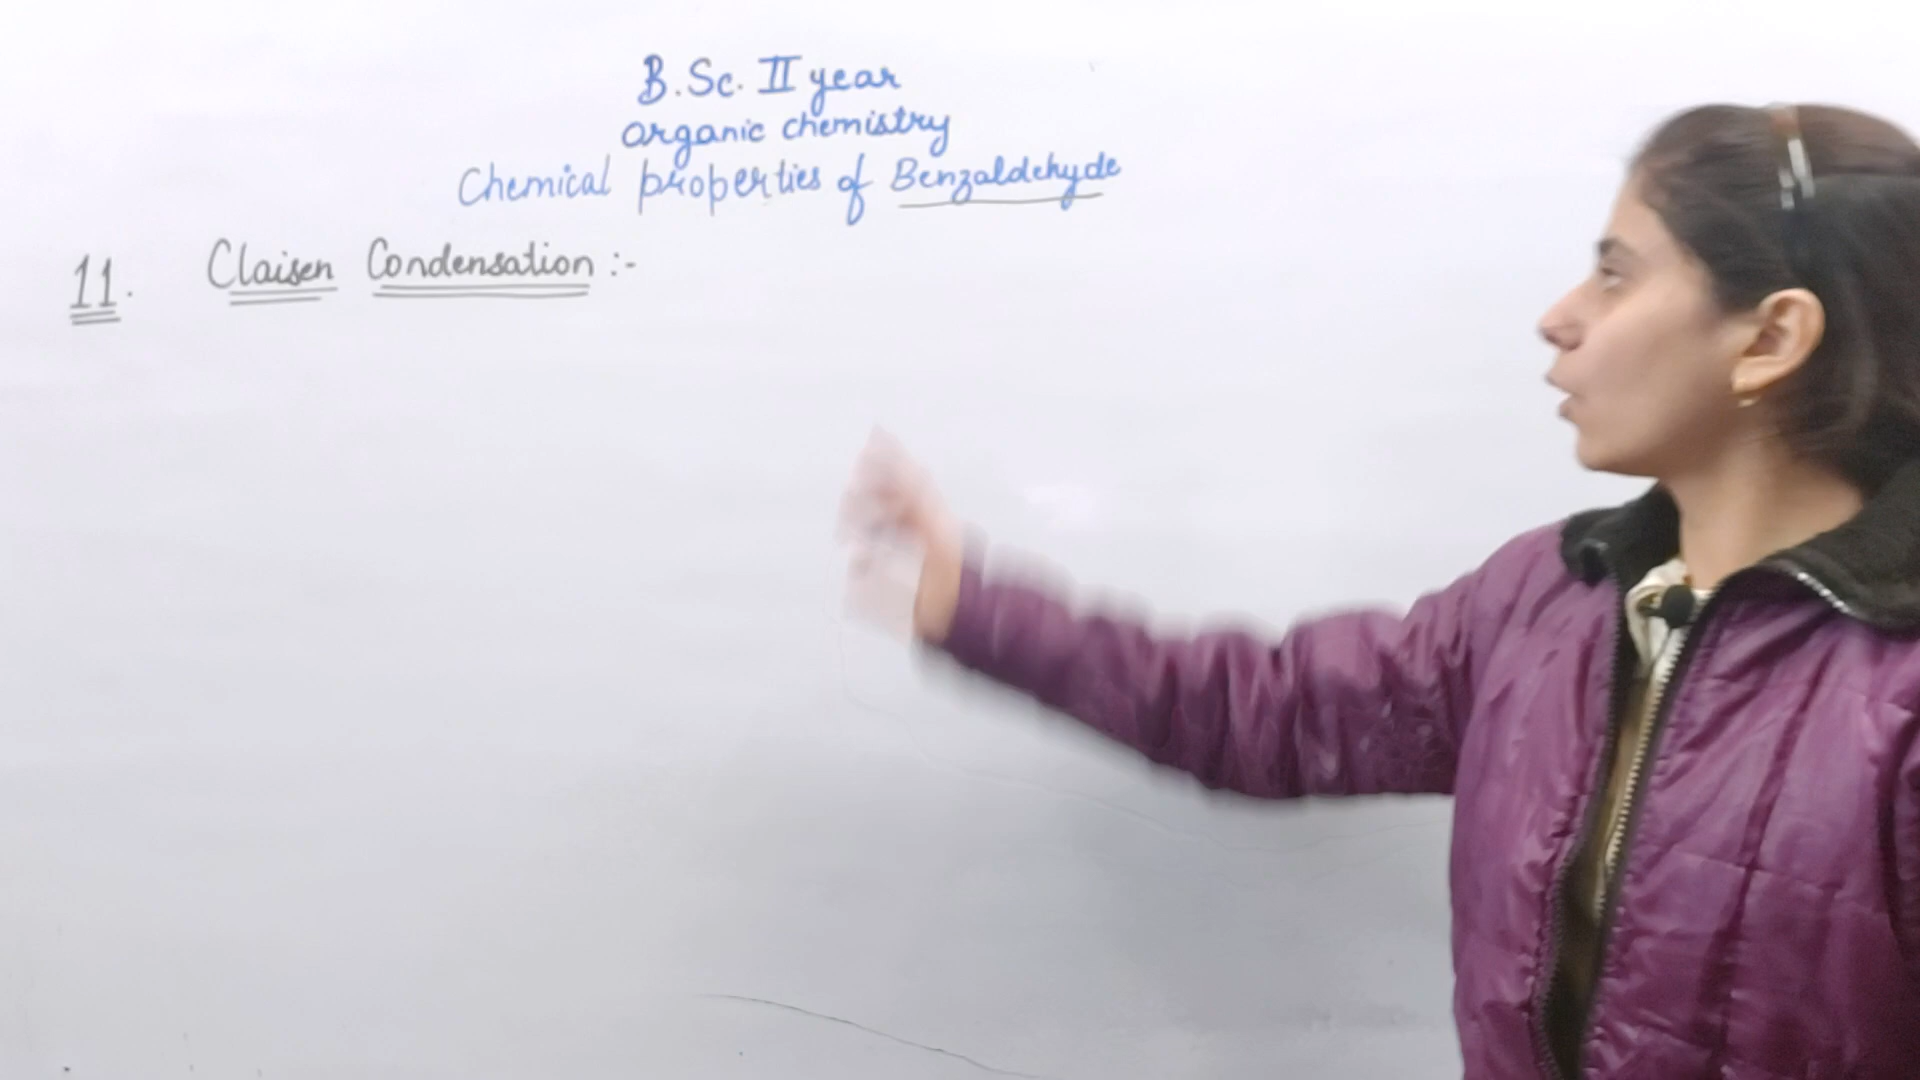 B.Sc. II year
organic chemistry
Chemical properties of Benzaldehyde
11. Claisen Condensation :-